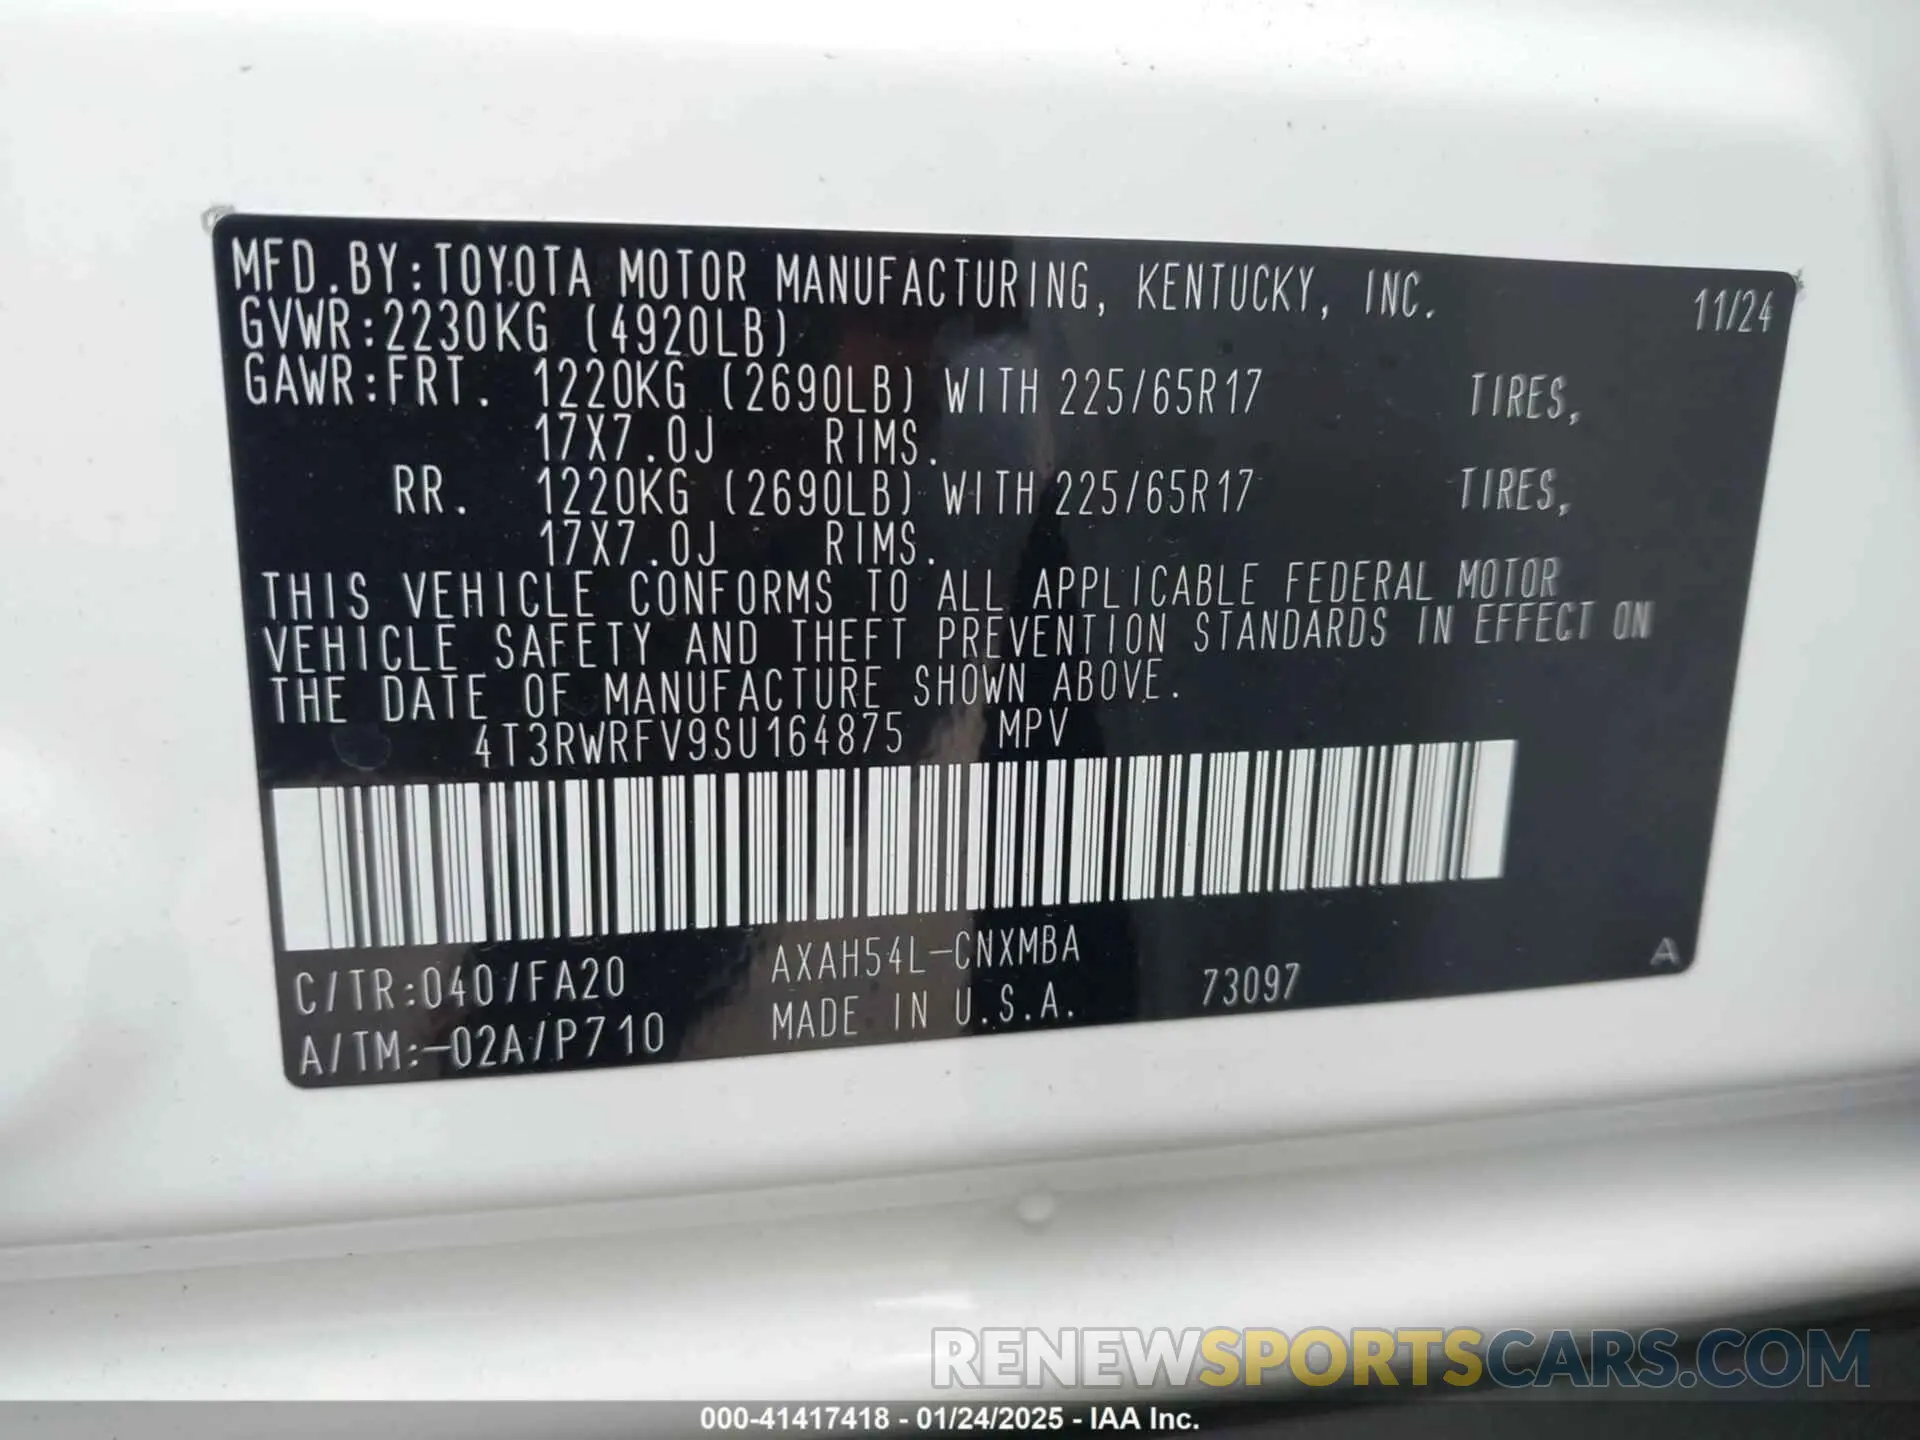 MFD.BY:TOYOTA MOTOR MANUFACTURING, KENTUCKY, INC. 11/24
GVWR:2230KG (4920LB)
GAWR:FRT. 1220KG (2690LB) WITH 225/65R17 TIRES,
17X7.0J RIMS.
RR. 1220KG (2690LB) WITH 225/65R17 TIRES,
17X7.0J RIMS.
THIS VEHICLE CONFORMS TO ALL APPLICABLE FEDERAL MOTOR
VEHICLE SAFETY AND THEFT PREVENTION STANDARDS IN EFFECT ON
THE DATE OF MANUFACTURE SHOWN ABOVE.
4T3RWRFV9SU164875 MPV
C/TR:040/FA20 AXAH54L-CNXMBA A
A/TM:-02A/P710 MADE IN U.S.A. 73097
RENEWSPORTSCARS.COM
000-41417418 - 01/24/2025 - IAA Inc.